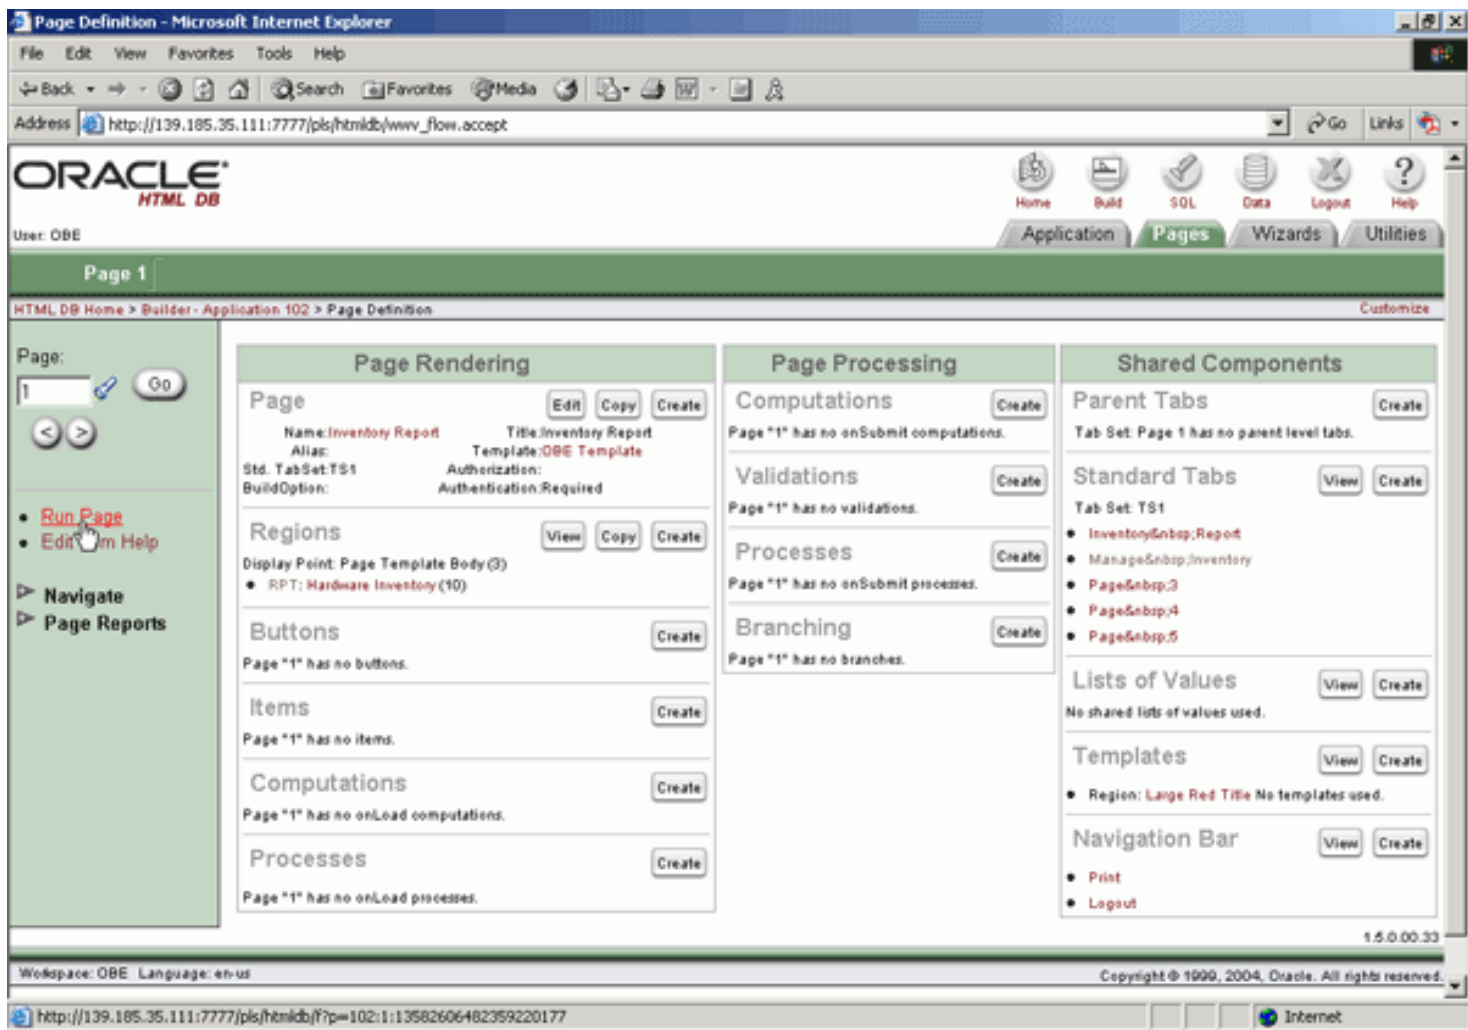 Page Definition - Microsoft Internet Explorer
File Edit View Favorites Tools Help
Back Search Favorites Media
Address http://139.185.35.111:7777/pls/htmldb/wwv_flow.accept Go Links
ORACLE
HTML DB
Home Build SQL Data Logout Help
User: OBE
Application Pages Wizards Utilities
Page 1
HTML DB Home > Builder - Application 102 > Page Definition Customize
Page:
1 Go
< >
Run Page
Edit m Help
Navigate
Page Reports
Page Rendering
Page Edit Copy Create
Name:Inventory Report Title:Inventory Report
Alias: Template:OBE Template
Std. TabSet:TS1 Authorization:
BuildOption: Authentication:Required
Regions View Copy Create
Display Point: Page Template Body (3)
RPT: Hardware Inventory (10)
Buttons Create
Page "1" has no buttons.
Items Create
Page "1" has no items.
Computations Create
Page "1" has no onLoad computations.
Processes Create
Page "1" has no onLoad processes.
Page Processing
Computations Create
Page "1" has no onSubmit computations.
Validations Create
Page "1" has no validations.
Processes Create
Page "1" has no onSubmit processes.
Branching Create
Page "1" has no branches.
Shared Components
Parent Tabs Create
Tab Set: Page 1 has no parent level tabs.
Standard Tabs View Create
Tab Set: TS1
Inventory&nbsp;Report
Manage&nbsp;Inventory
Page&nbsp;3
Page&nbsp;4
Page&nbsp;5
Lists of Values View Create
No shared lists of values used.
Templates View Create
Region: Large Red Title No templates used.
Navigation Bar View Create
Print
Logout
1.5.0.00.33
Workspace: OBE Language: en-us Copyright © 1999, 2004, Oracle. All rights reserved.
http://139.185.35.111:7777/pls/htmldb/f?p=102:1:13582606482359220177 Internet